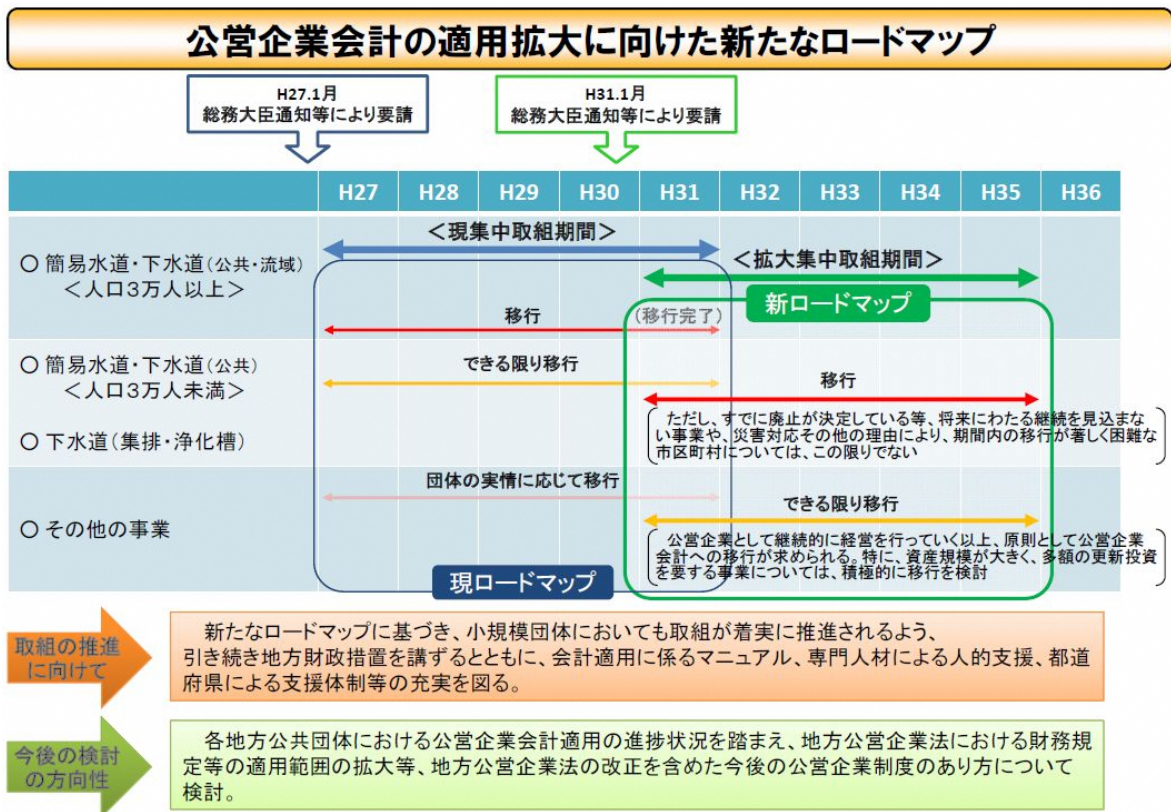 公営企業会計の適用拡大に向けた新たなロードマップ
H27.1月
総務大臣通知等により要請
H31.1月
総務大臣通知等により要請
H27 H28 H29 H30 H31 H32 H33 H34 H35 H36
＜現集中取組期間＞
＜拡大集中取組期間＞
新ロードマップ
○ 簡易水道・下水道(公共・流域)
＜人口3万人以上＞
移行
(移行完了)
○ 簡易水道・下水道(公共)
＜人口3万人未満＞
○ 下水道(集排・浄化槽)
できる限り移行
移行
ただし、すでに廃止が決定している等、将来にわたる継続を見込まな
い事業や、災害対応その他の理由により、期間内の移行が著しく困難な
市区町村については、この限りでない
○ その他の事業
団体の実情に応じて移行
できる限り移行
公営企業として継続的に経営を行っていく以上、原則として公営企業
会計への移行が求められる。特に、資産規模が大きく、多額の更新投資
を要する事業については、積極的に移行を検討
現ロードマップ
取組の推進
に向けて
新たなロードマップに基づき、小規模団体においても取組が着実に推進されるよう、
引き続き地方財政措置を講ずるとともに、会計適用に係るマニュアル、専門人材による人的支援、都道
府県による支援体制等の充実を図る。
今後の検討
の方向性
各地方公共団体における公営企業会計適用の進捗状況を踏まえ、地方公営企業法における財務規
定等の適用範囲の拡大等、地方公営企業法の改正を含めた今後の公営企業制度のあり方について
検討。